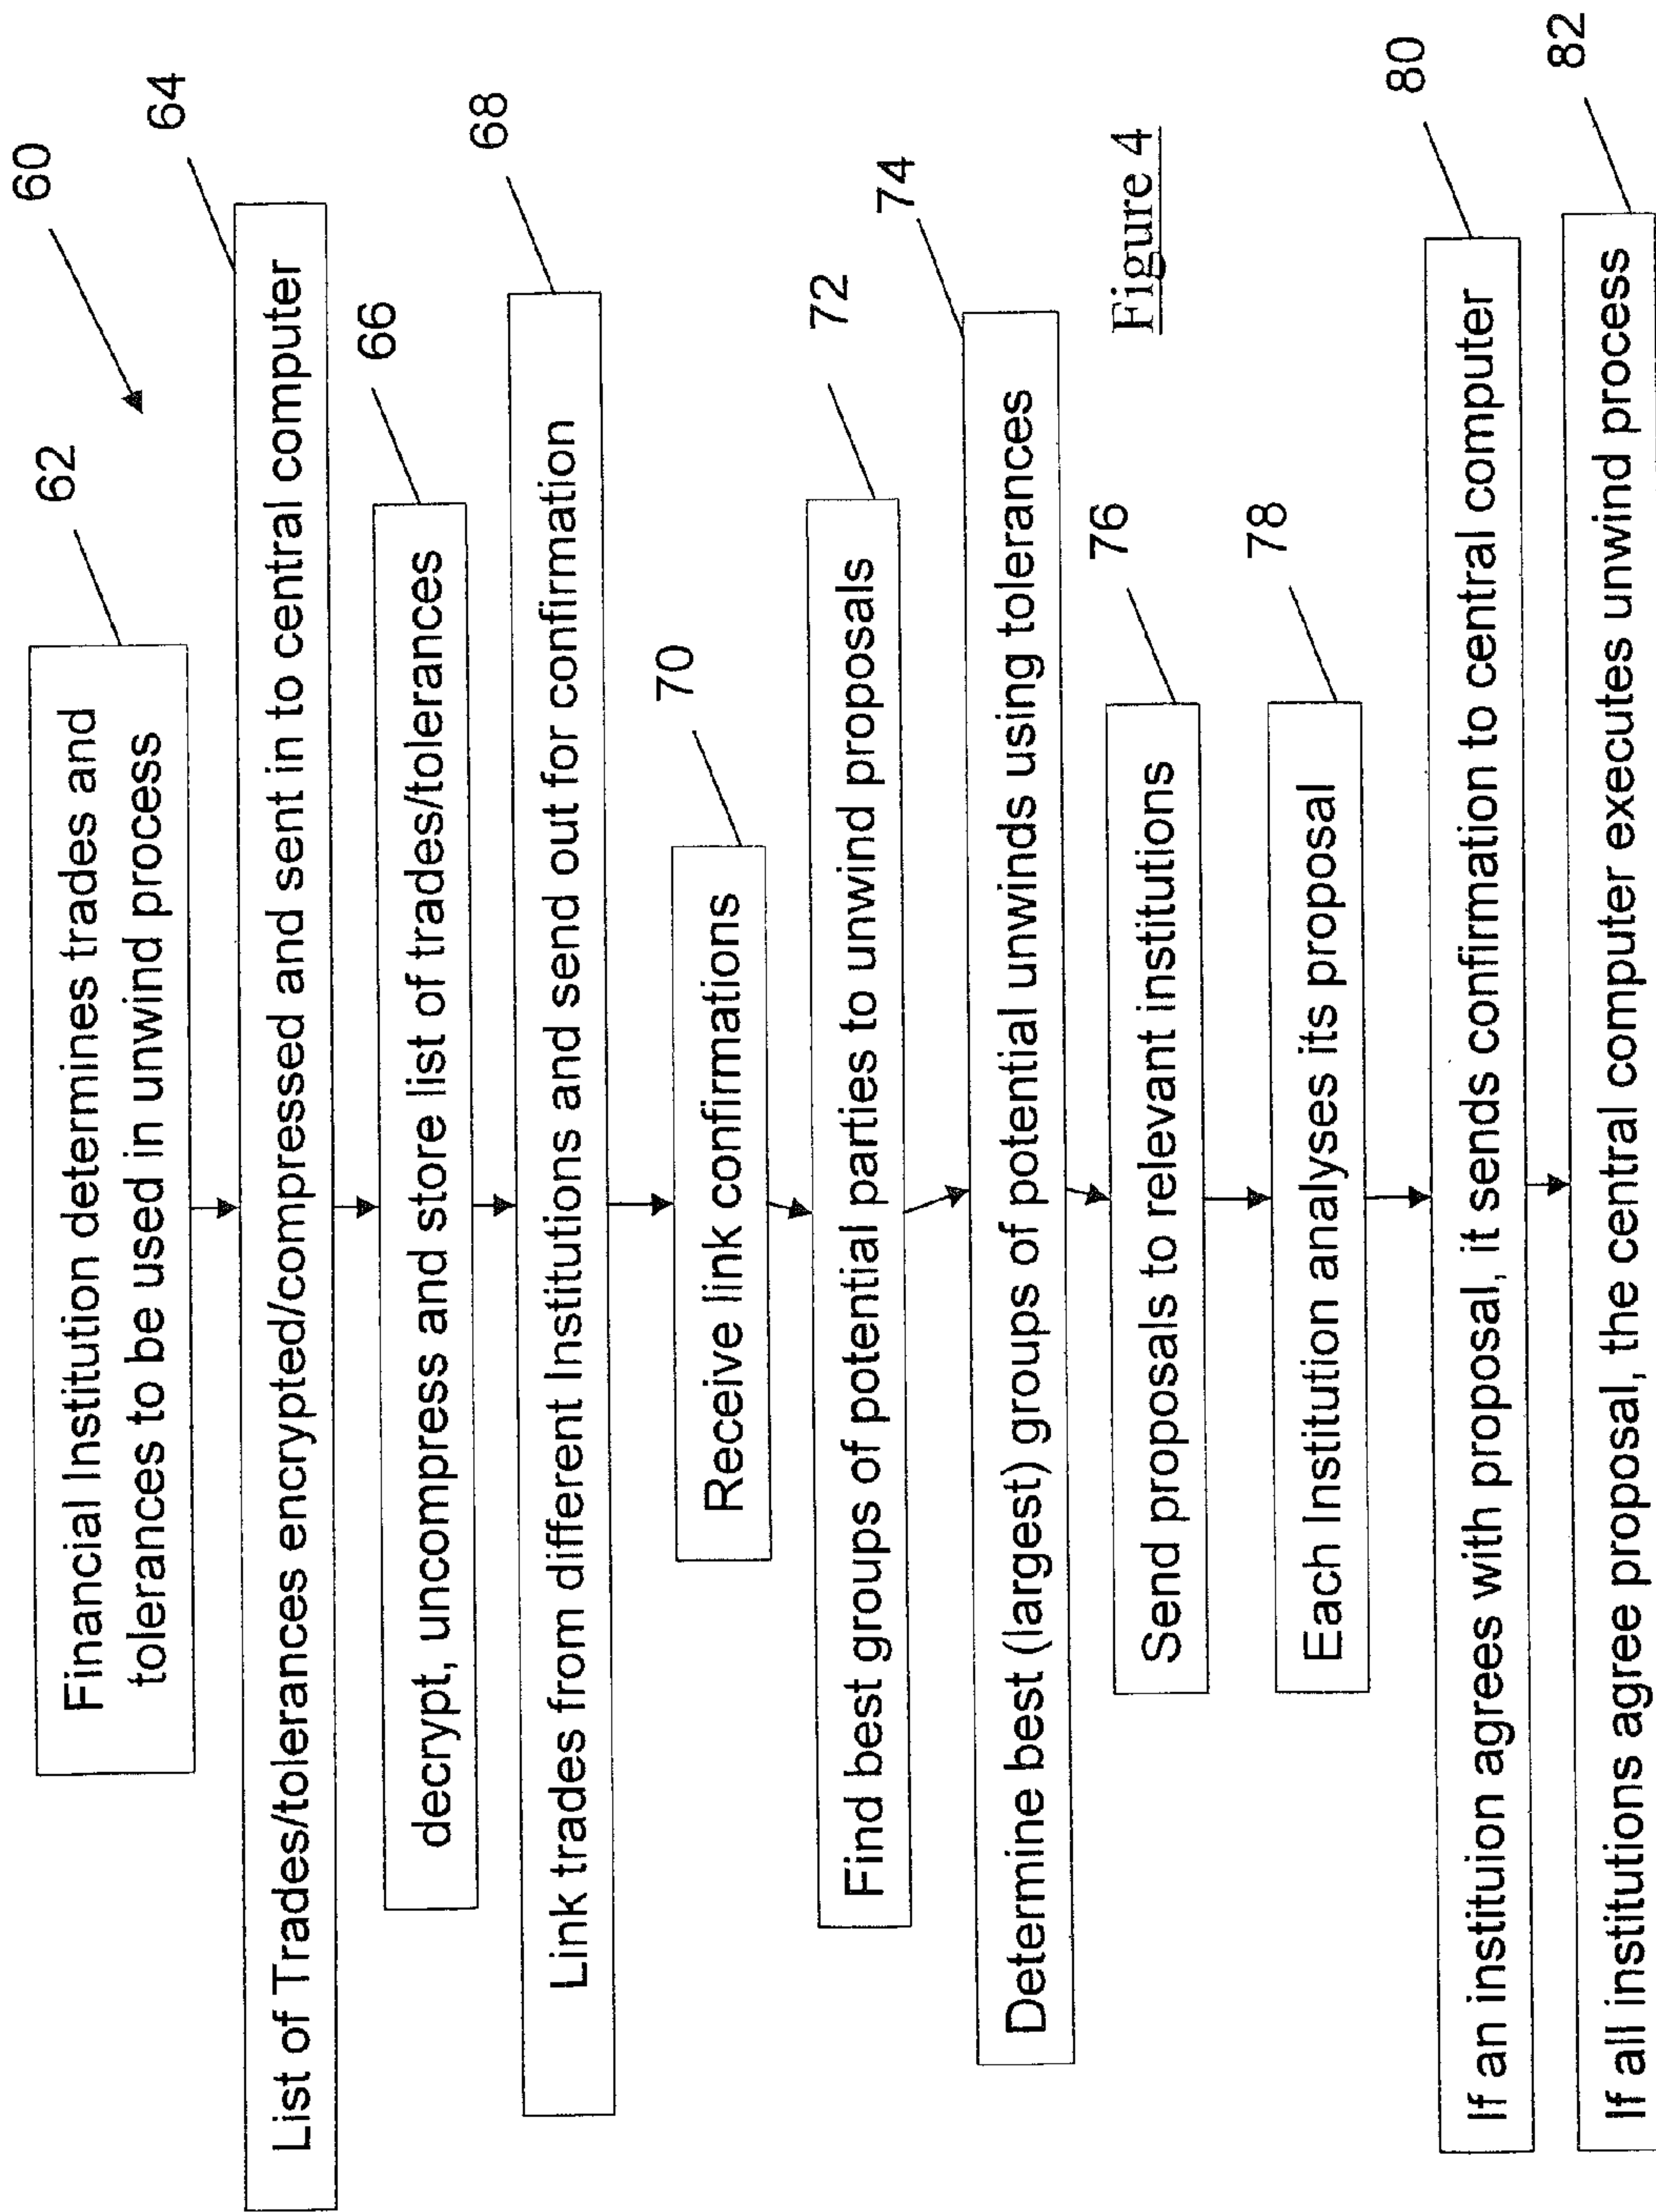 60
62
Financial Institution determines trades and
tolerances to be used in unwind process
64
List of Trades/tolerances encrypted/compressed and sent in to central computer
66
decrypt, uncompress and store list of trades/tolerances
68
Link trades from different Institutions and send out for confirmation
70
Receive link confirmations
72
Find best groups of potential parties to unwind proposals
74
Determine best (largest) groups of potential unwinds using tolerances
76
Send proposals to relevant institutions
78
Each Institution analyses its proposal
80
If an instituion agrees with proposal, it sends confirmation to central computer
82
If all institutions agree proposal, the central computer executes unwind process
Figure 4